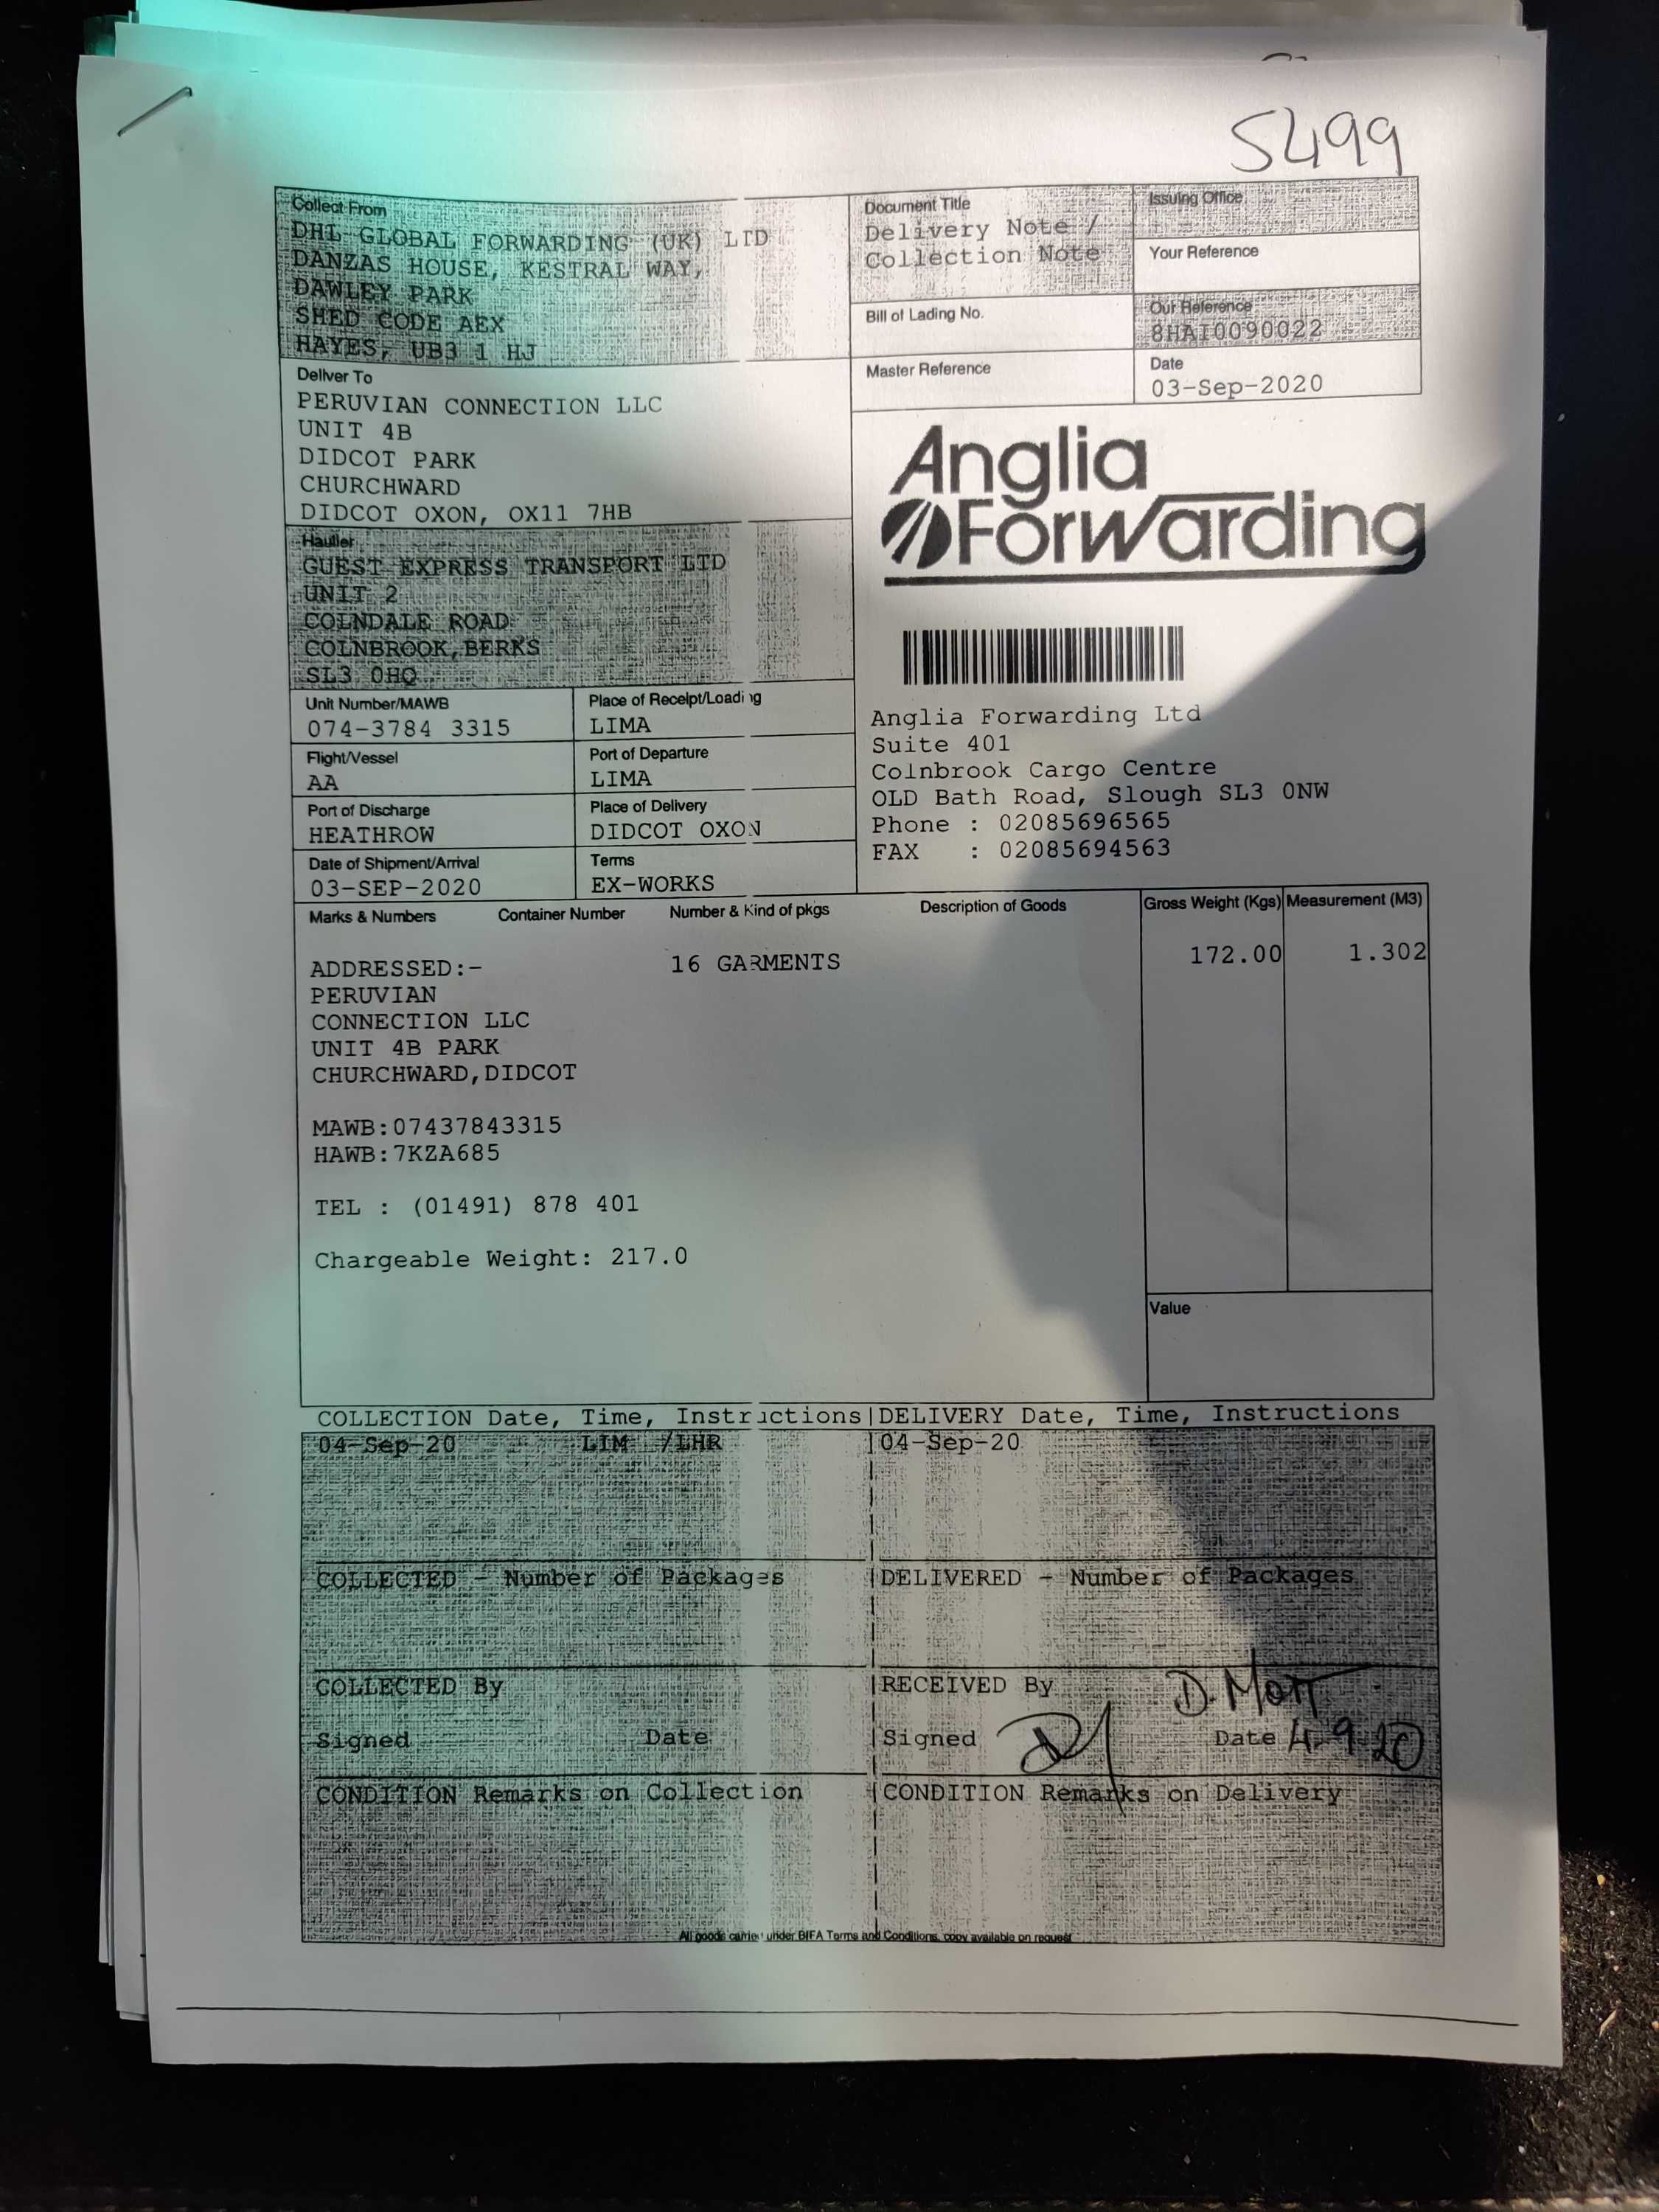 5499
Collect From
DHL GLOBAL FORWARDING (UK) LTD
DANZAS HOUSE, KESTRAL WAY,
DAWLEY PARK
SHED CODE AEX
HAYES, UB3 1 HJ
Document Title
Delivery Note /
Collection Note
Issuing Office
Your Reference
Bill of Lading No.
Our Reference
8HAI0090022
Master Reference
Date
03-Sep-2020
Deliver To
PERUVIAN CONNECTION LLC
UNIT 4B
DIDCOT PARK
CHURCHWARD
DIDCOT OXON, OX11 7HB
Anglia
Forwarding
Haulier
GUEST EXPRESS TRANSPORT LTD
UNIT 2
COLNDALE ROAD
COLNBROOK,BERKS
SL3 0HQ
Unit Number/MAWB
074-3784 3315
Place of Receipt/Loading
LIMA
Flight/Vessel
AA
Port of Departure
LIMA
Port of Discharge
HEATHROW
Place of Delivery
DIDCOT OXON
Date of Shipment/Arrival
03-SEP-2020
Terms
EX-WORKS
Anglia Forwarding Ltd
Suite 401
Colnbrook Cargo Centre
OLD Bath Road, Slough SL3 0NW
Phone : 02085696565
FAX : 02085694563
Marks & Numbers Container Number Number & Kind of pkgs Description of Goods Gross Weight (Kgs) Measurement (M3)
ADDRESSED:- 16 GARMENTS 172.00 1.302
PERUVIAN
CONNECTION LLC
UNIT 4B PARK
CHURCHWARD,DIDCOT
MAWB:07437843315
HAWB:7KZA685
TEL : (01491) 878 401
Chargeable Weight: 217.0
Value
COLLECTION Date, Time, Instructions|DELIVERY Date, Time, Instructions
04-Sep-20 LIM /LHR |04-Sep-20
COLLECTED - Number of Packages |DELIVERED - Number of Packages
COLLECTED By |RECEIVED By D. Mott
Signed Date |Signed Date 4.9.20
CONDITION Remarks on Collection |CONDITION Remarks on Delivery
All goods carried under BIFA Terms and Conditions, copy available on request